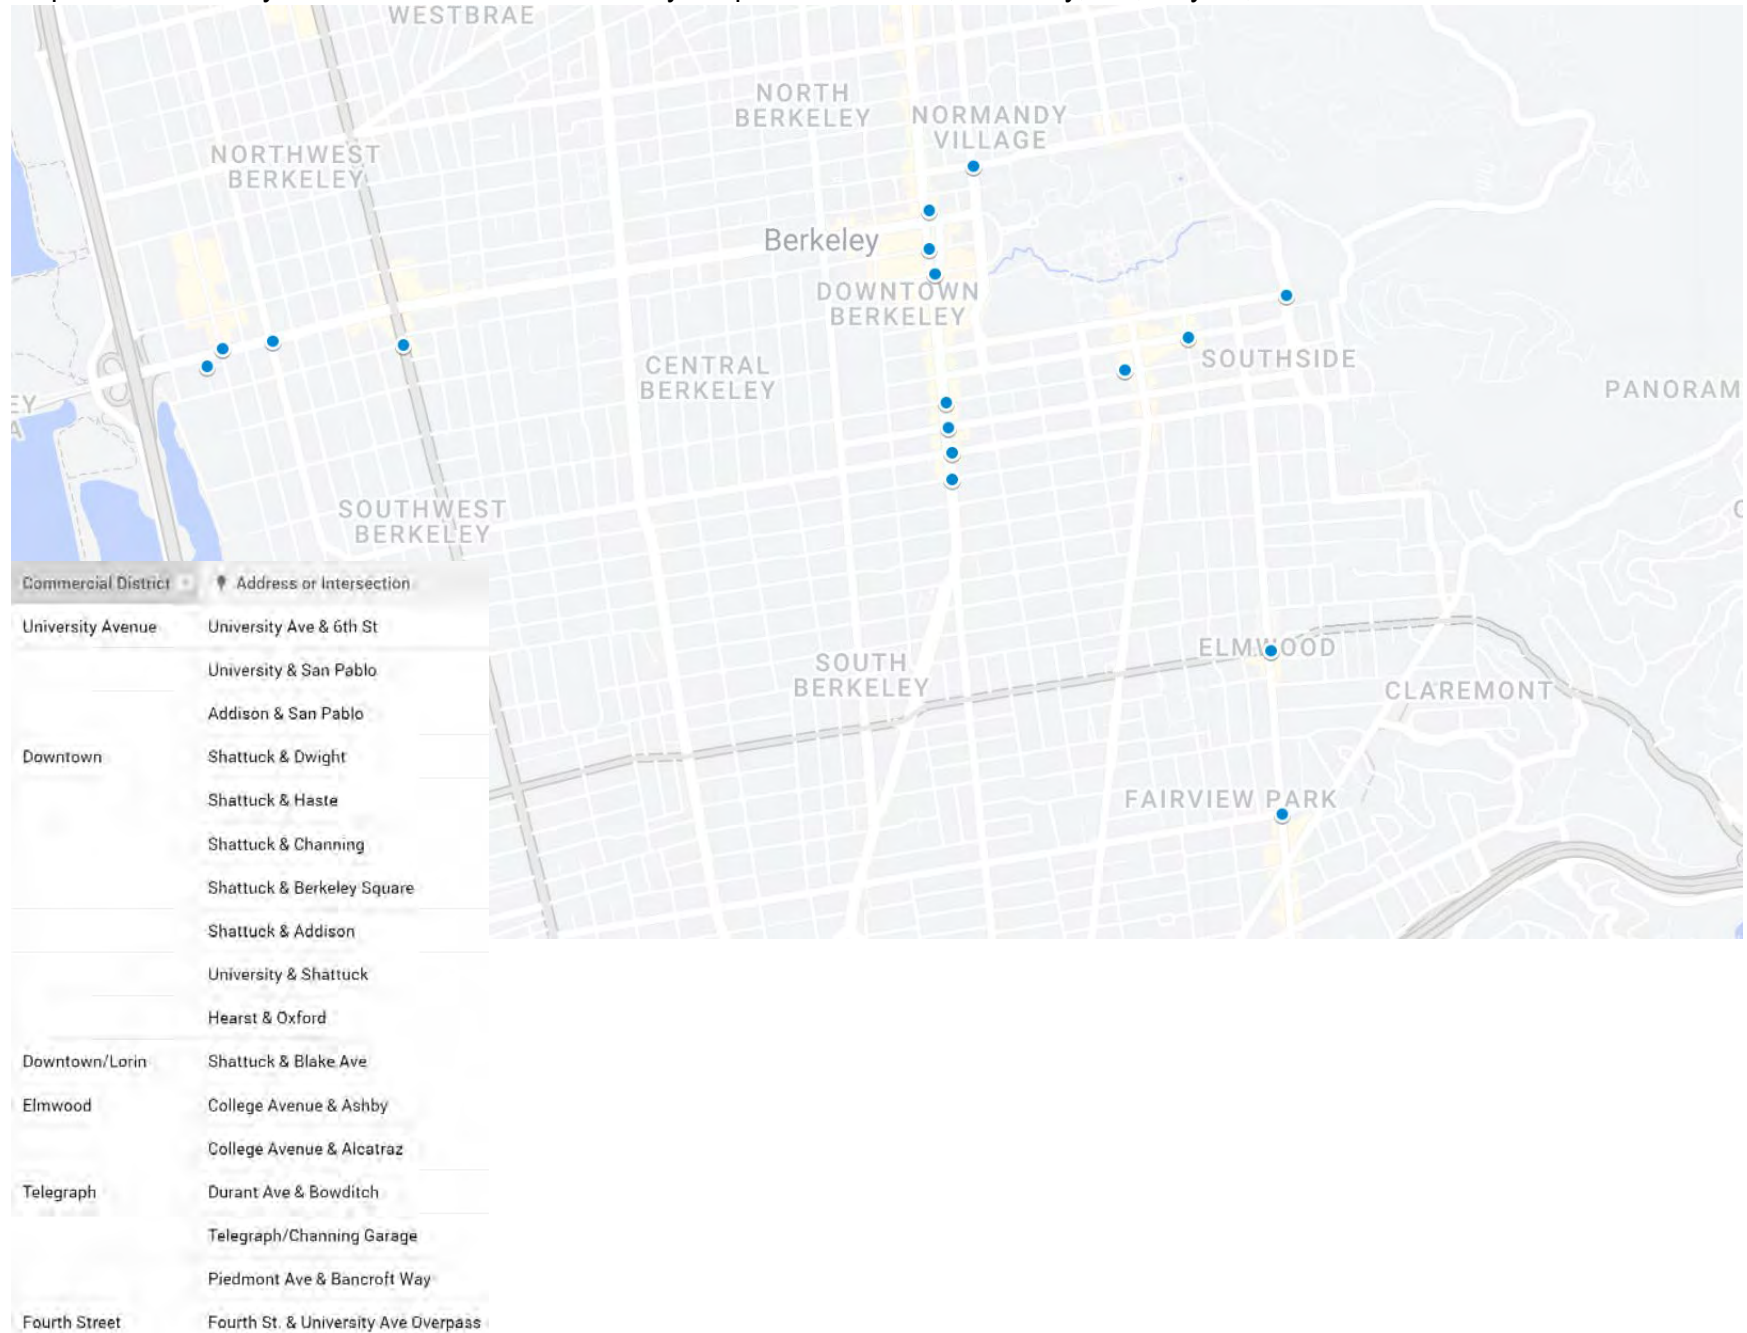 WESTBRAE
NORTH
BERKELEY
NORMANDY
VILLAGE
NORTHWEST
BERKELEY
Berkeley
DOWNTOWN
BERKELEY
CENTRAL
BERKELEY
SOUTHSIDE
PANORAM
EY
A
SOUTHWEST
BERKELEY
SOUTH
BERKELEY
ELMWOOD
CLAREMONT
FAIRVIEW PARK
Commercial District Address or Intersection
University Avenue University Ave & 6th St
University & San Pablo
Addison & San Pablo
Downtown Shattuck & Dwight
Shattuck & Haste
Shattuck & Channing
Shattuck & Berkeley Square
Shattuck & Addison
University & Shattuck
Hearst & Oxford
Downtown/Lorin Shattuck & Blake Ave
Elmwood College Avenue & Ashby
College Avenue & Alcatraz
Telegraph Durant Ave & Bowditch
Telegraph/Channing Garage
Piedmont Ave & Bancroft Way
Fourth Street Fourth St. & University Ave Overpass